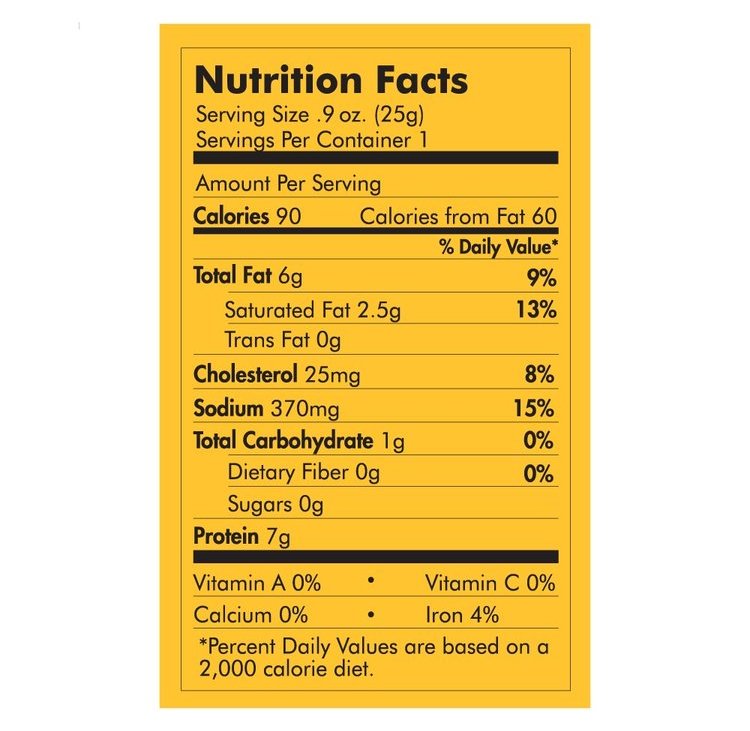 Nutrition Facts
Serving Size .9 oz. (25g)
Servings Per Container 1
Amount Per Serving
Calories 90 Calories from Fat 60
% Daily Value*
Total Fat 6g 9%
Saturated Fat 2.5g 13%
Trans Fat 0g
Cholesterol 25mg 8%
Sodium 370mg 15%
Total Carbohydrate 1g 0%
Dietary Fiber 0g 0%
Sugars 0g
Protein 7g
Vitamin A 0% • Vitamin C 0%
Calcium 0% • Iron 4%
*Percent Daily Values are based on a
2,000 calorie diet.